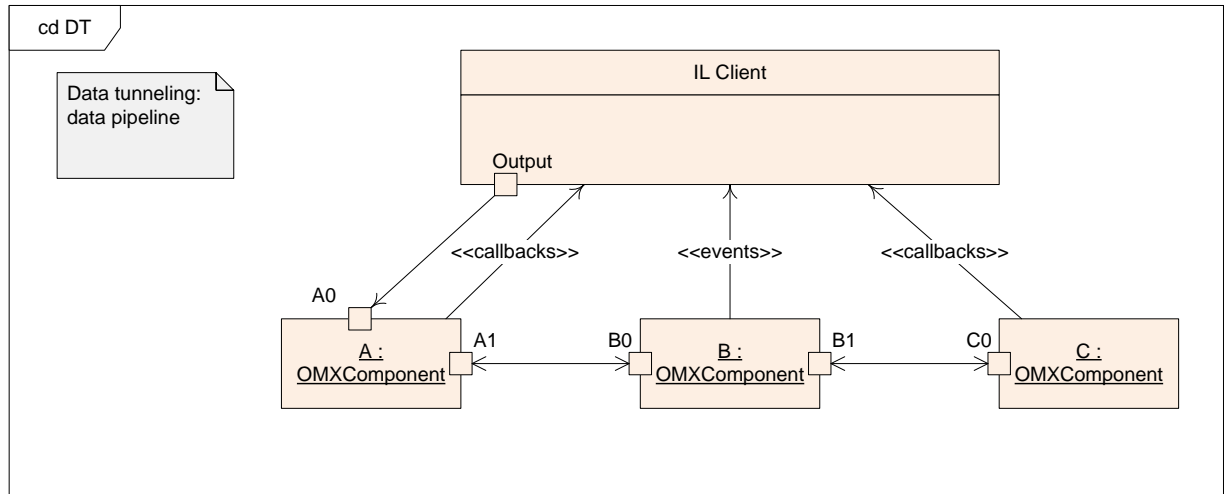 cd DT
Data tunneling:
data pipeline
IL Client
Output
<<callbacks>>
<<events>>
<<callbacks>>
A0
A1
B0
B1
C0
A :
OMXComponent
B :
OMXComponent
C :
OMXComponent